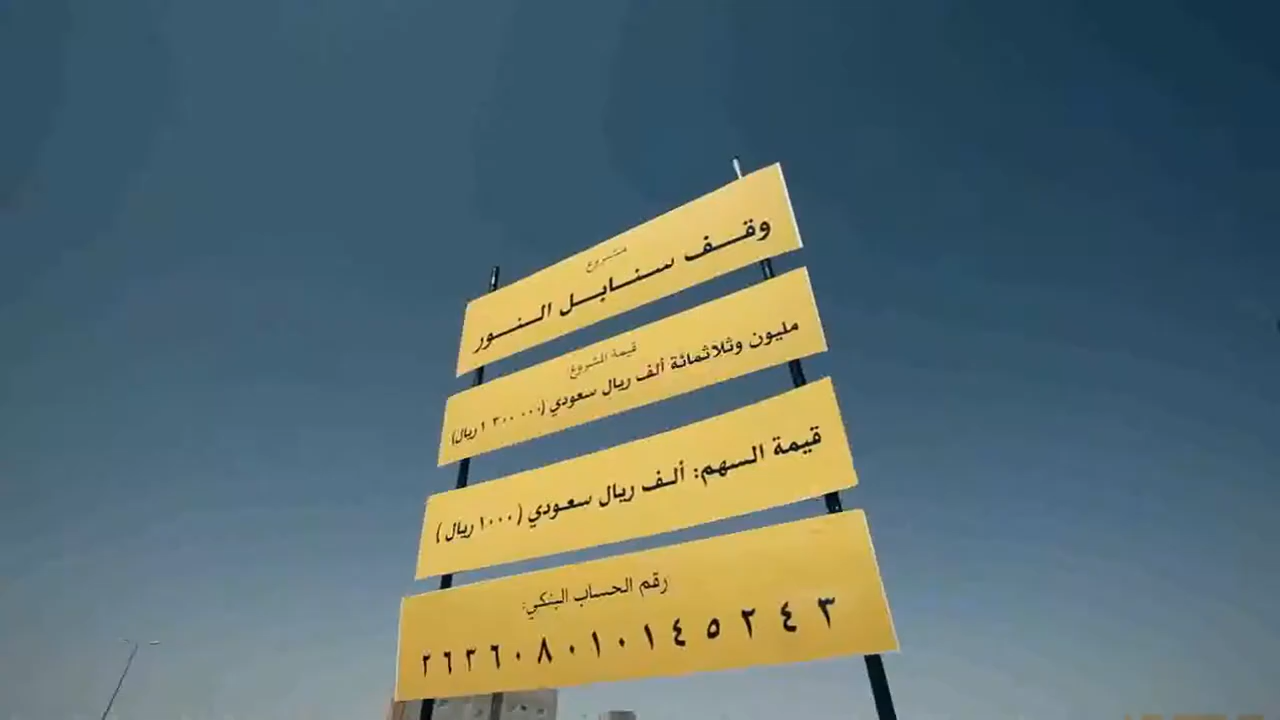 مشروع
وقف سنابل النور
قيمة المشروع
مليون وثلاثمائة ألف ريال سعودي (١٣٠٠٠٠٠ ريال)
قيمة السهم: ألف ريال سعودي (١٠٠٠ ريال)
رقم الحساب البنكي:
٢٦٣٦٠٨٠١٠١٤٥٢٤٣